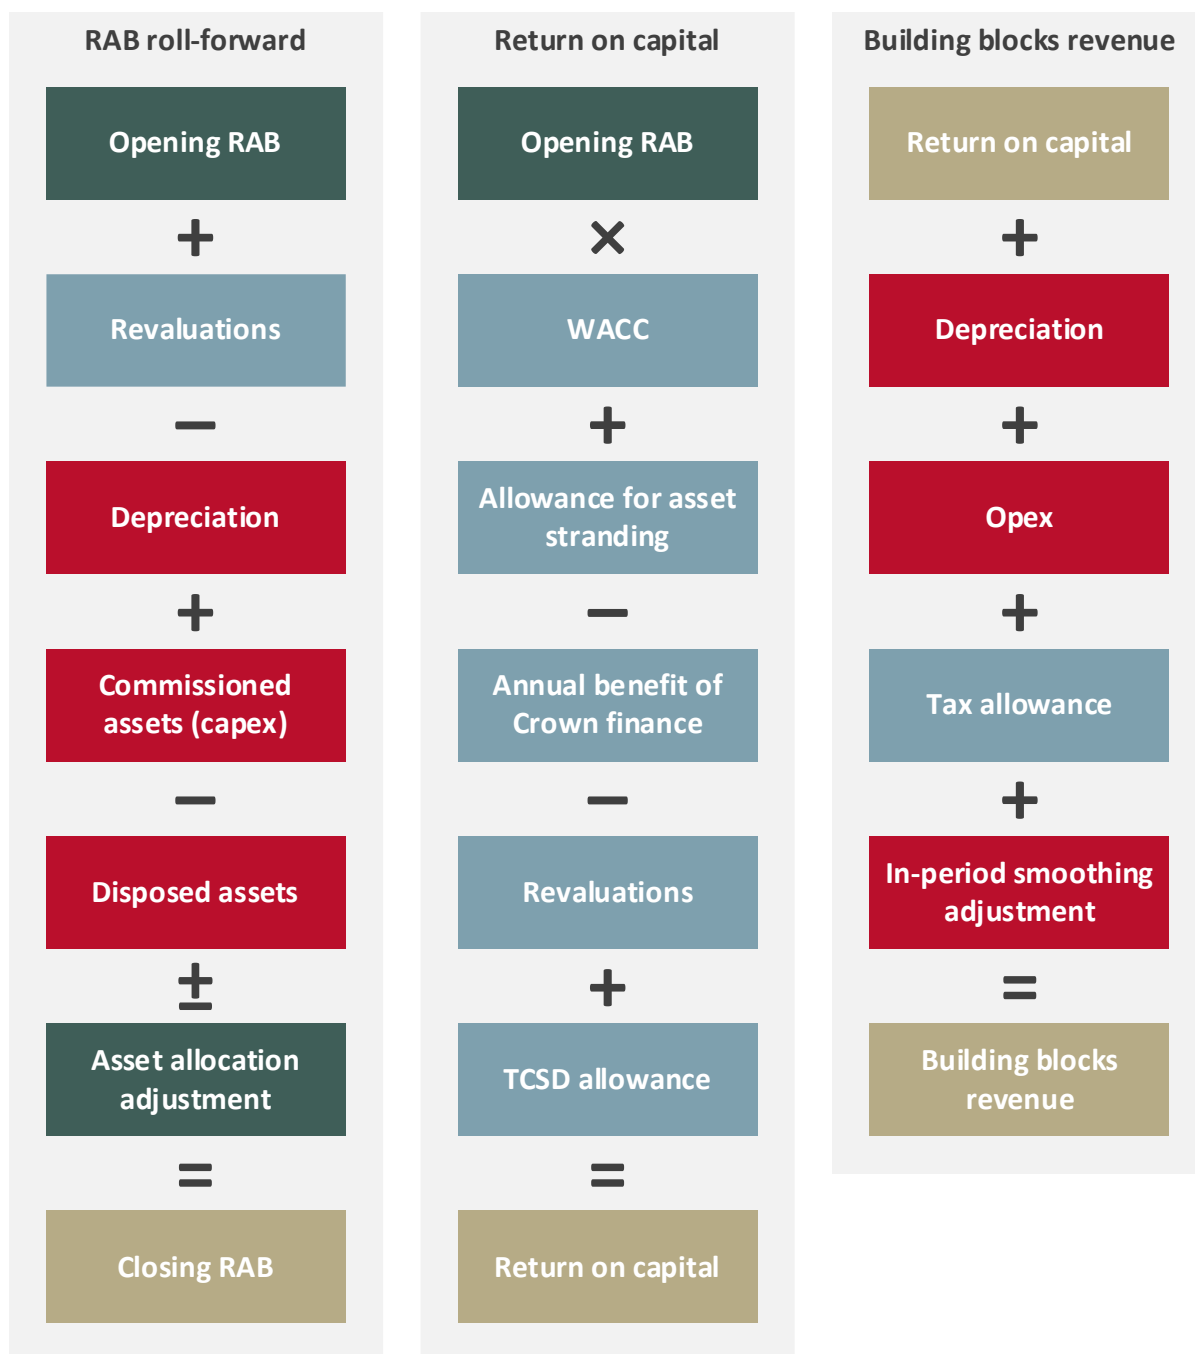 RAB roll-forward
Opening RAB
+
Revaluations
−
Depreciation
+
Commissioned
assets (capex)
−
Disposed assets
±
Asset allocation
adjustment
=
Closing RAB
Return on capital
Opening RAB
×
WACC
+
Allowance for asset
stranding
−
Annual benefit of
Crown finance
−
Revaluations
+
TCSD allowance
=
Return on capital
Building blocks revenue
Return on capital
+
Depreciation
+
Opex
+
Tax allowance
+
In-period smoothing
adjustment
=
Building blocks
revenue